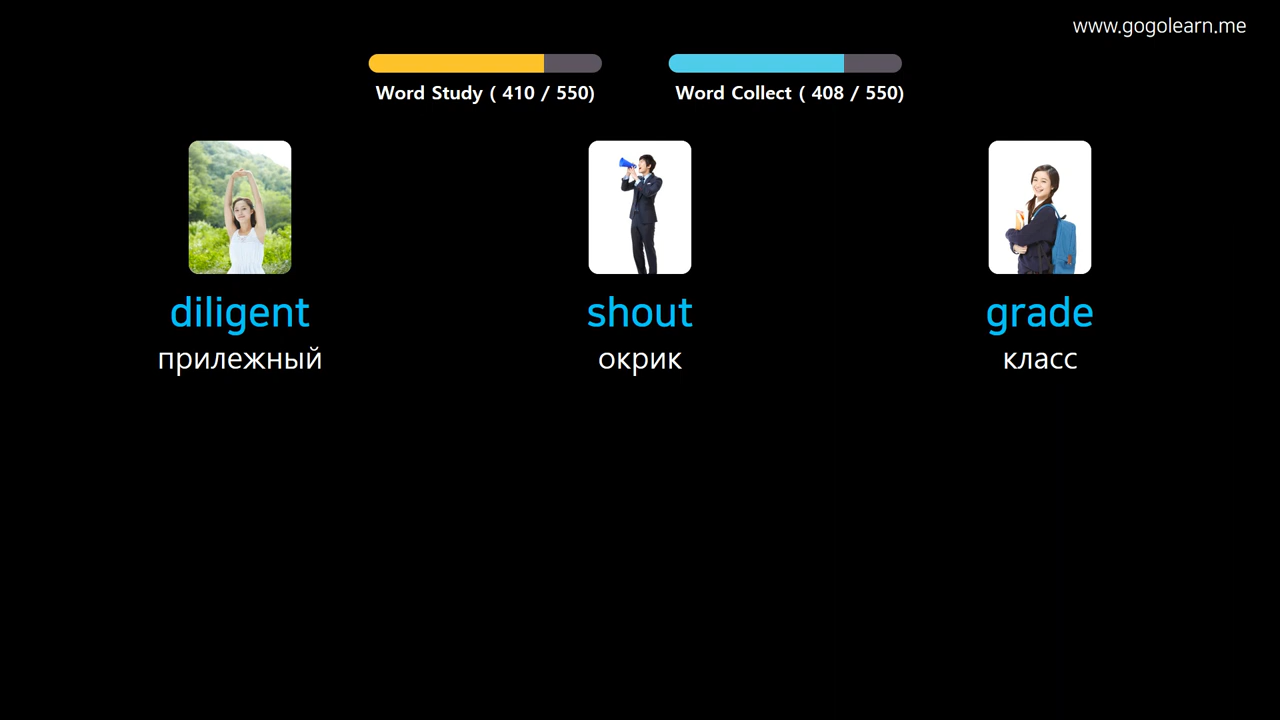 www.gogolearn.me
Word Study ( 410 / 550)
Word Collect ( 408 / 550)
diligent
прилежный
shout
окрик
grade
класс